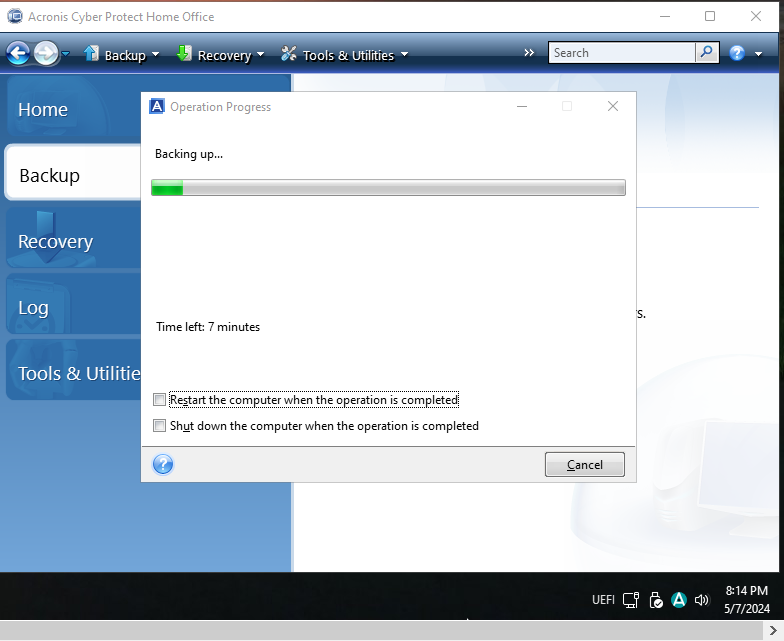 Acronis Cyber Protect Home Office
Backup Recovery Tools & Utilities » Search
Home
Backup
Recovery
Log
Tools & Utilitie
Operation Progress
Backing up...
Time left: 7 minutes
Restart the computer when the operation is completed
Shut down the computer when the operation is completed
Cancel
s.
UEFI
8:14 PM
5/7/2024